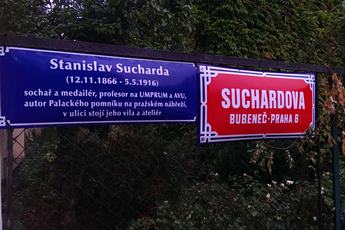 Stanislav Sucharda
(12.11.1866 - 5.5.1916)
sochař a medailér, profesor na UMPRUM a AVU,
autor Palackého pomníku na pražském nábřeží,
v ulici stojí jeho vila a ateliér
SUCHARDOVA
BUBENEČ-PRAHA 6